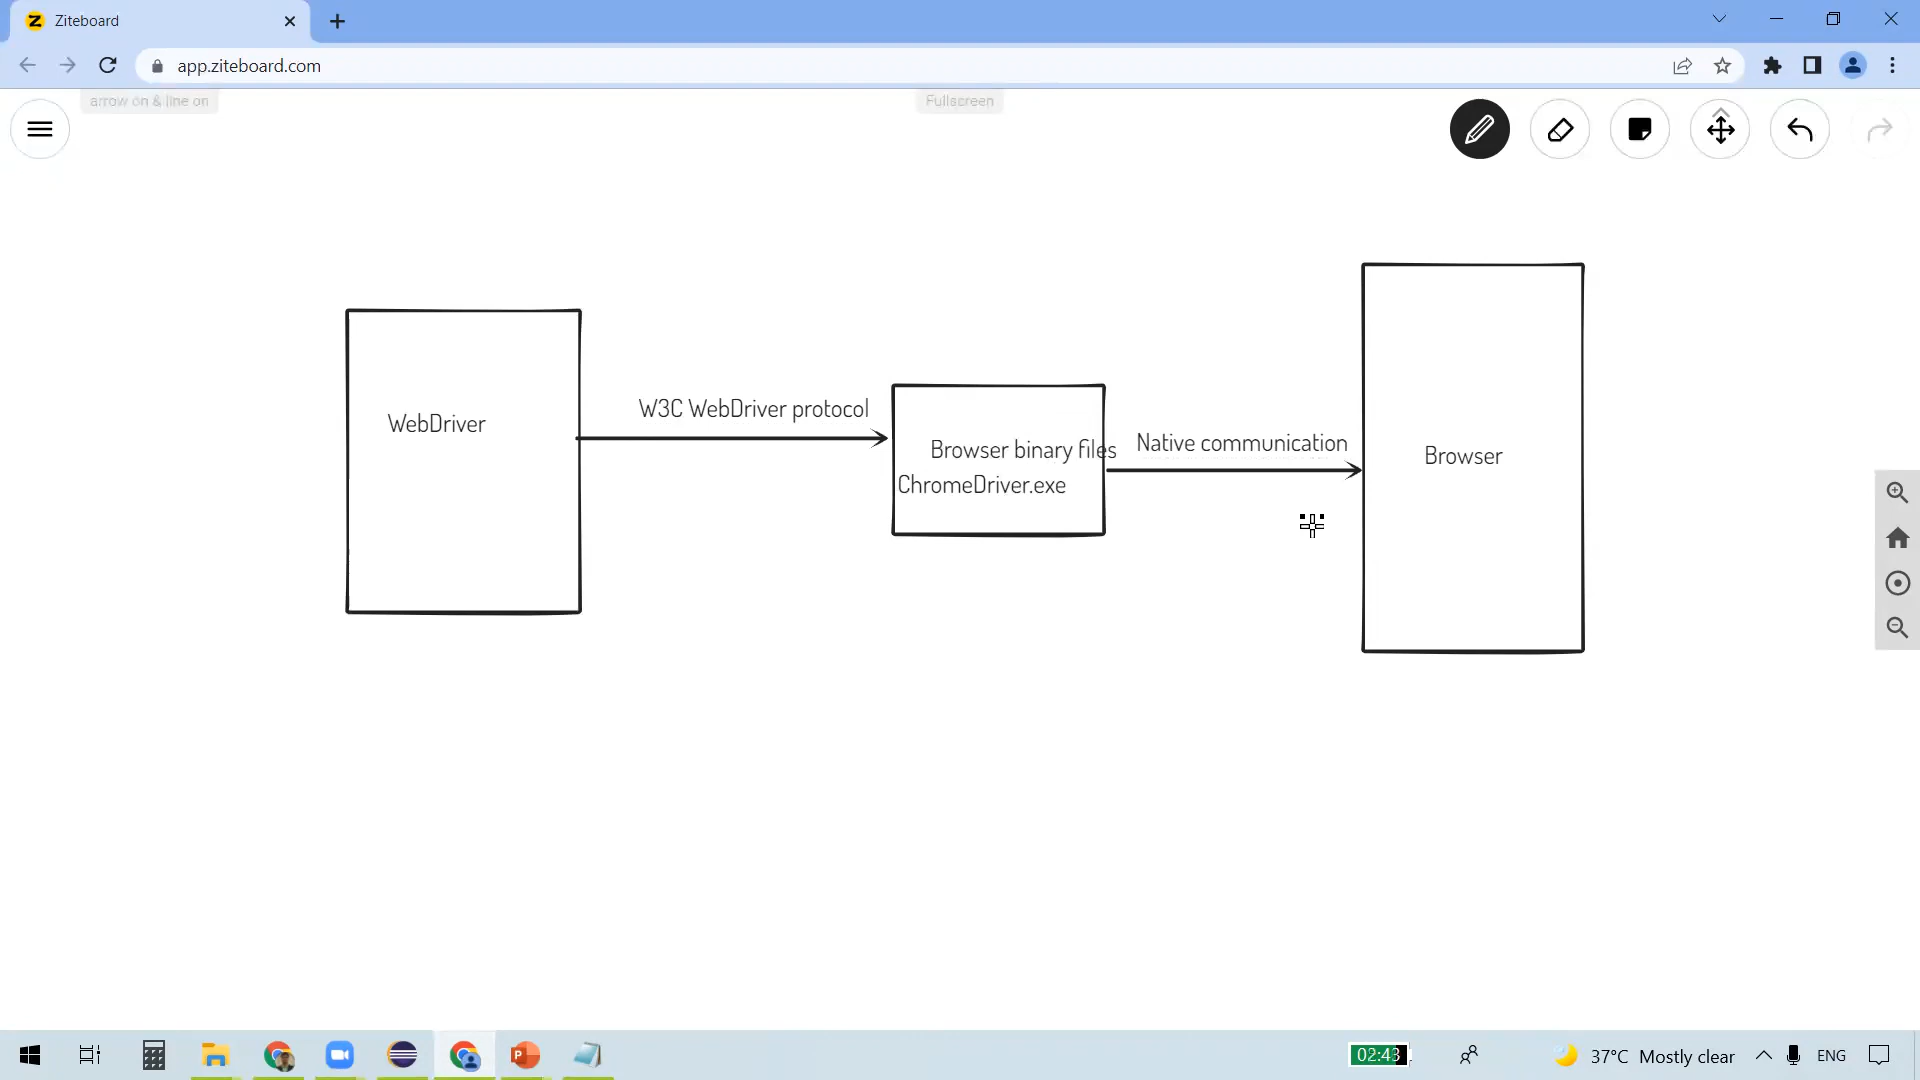 Ziteboard
app.ziteboard.com
arrow on & line on
Fullscreen
WebDriver
W3C WebDriver protocol
Browser binary files
ChromeDriver.exe
Native communication
Browser
02:43
37°C Mostly clear
ENG